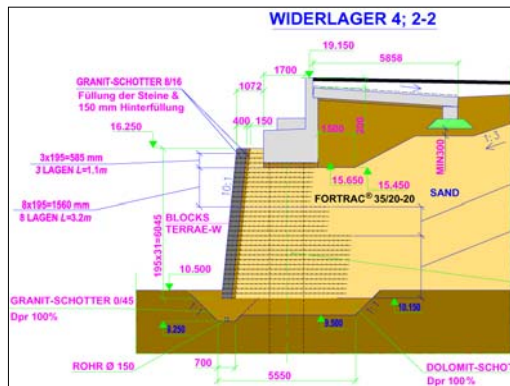 WIDERLAGER 4; 2-2
19.150
5858
1700
GRANIT-SCHOTTER 8/16
Füllung der Steine &
150 mm Hinterfüllung
1072
400
150
16.250
1500
MIN300
1:3
3x195=585 mm
3 LAGEN L=1.1m
10:1
15.650
15.450
SAND
FORTRAC® 35/20-20
8x195=1560 mm
8 LAGEN L=3.2m
BLOCKS
TERRAE-W
195x31=6045
10.500
GRANIT-SCHOTTER 0/45
Dpr 100%
9.250
9.500
10.150
ROHR Ø 150
700
5550
DOLOMIT-SCHOT
Dpr 100%